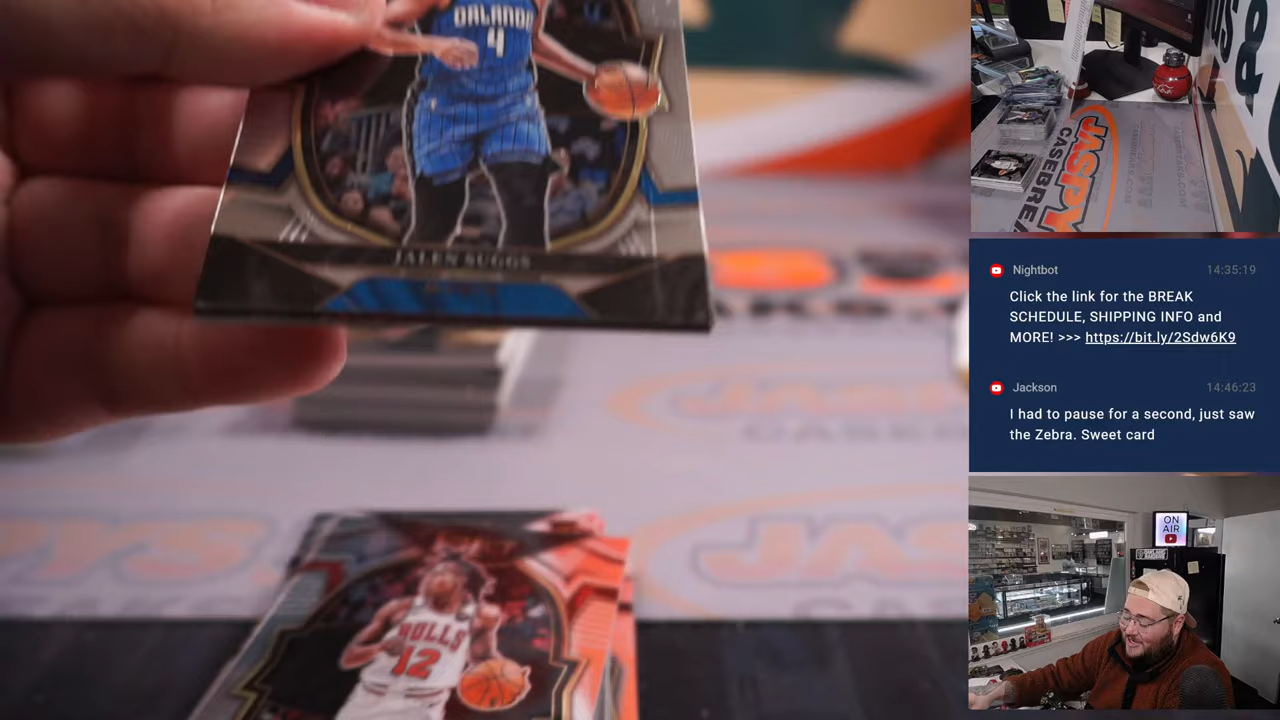 ORLANDO
4
JALEN SUGGS
BULLS
12
JASPYS
CASEBREA
Nightbot 14:35:19
Click the link for the BREAK
SCHEDULE, SHIPPING INFO and
MORE! >>> https://bit.ly/2Sdw6K9
Jackson 14:46:23
I had to pause for a second, just saw
the Zebra. Sweet card
ON
AIR